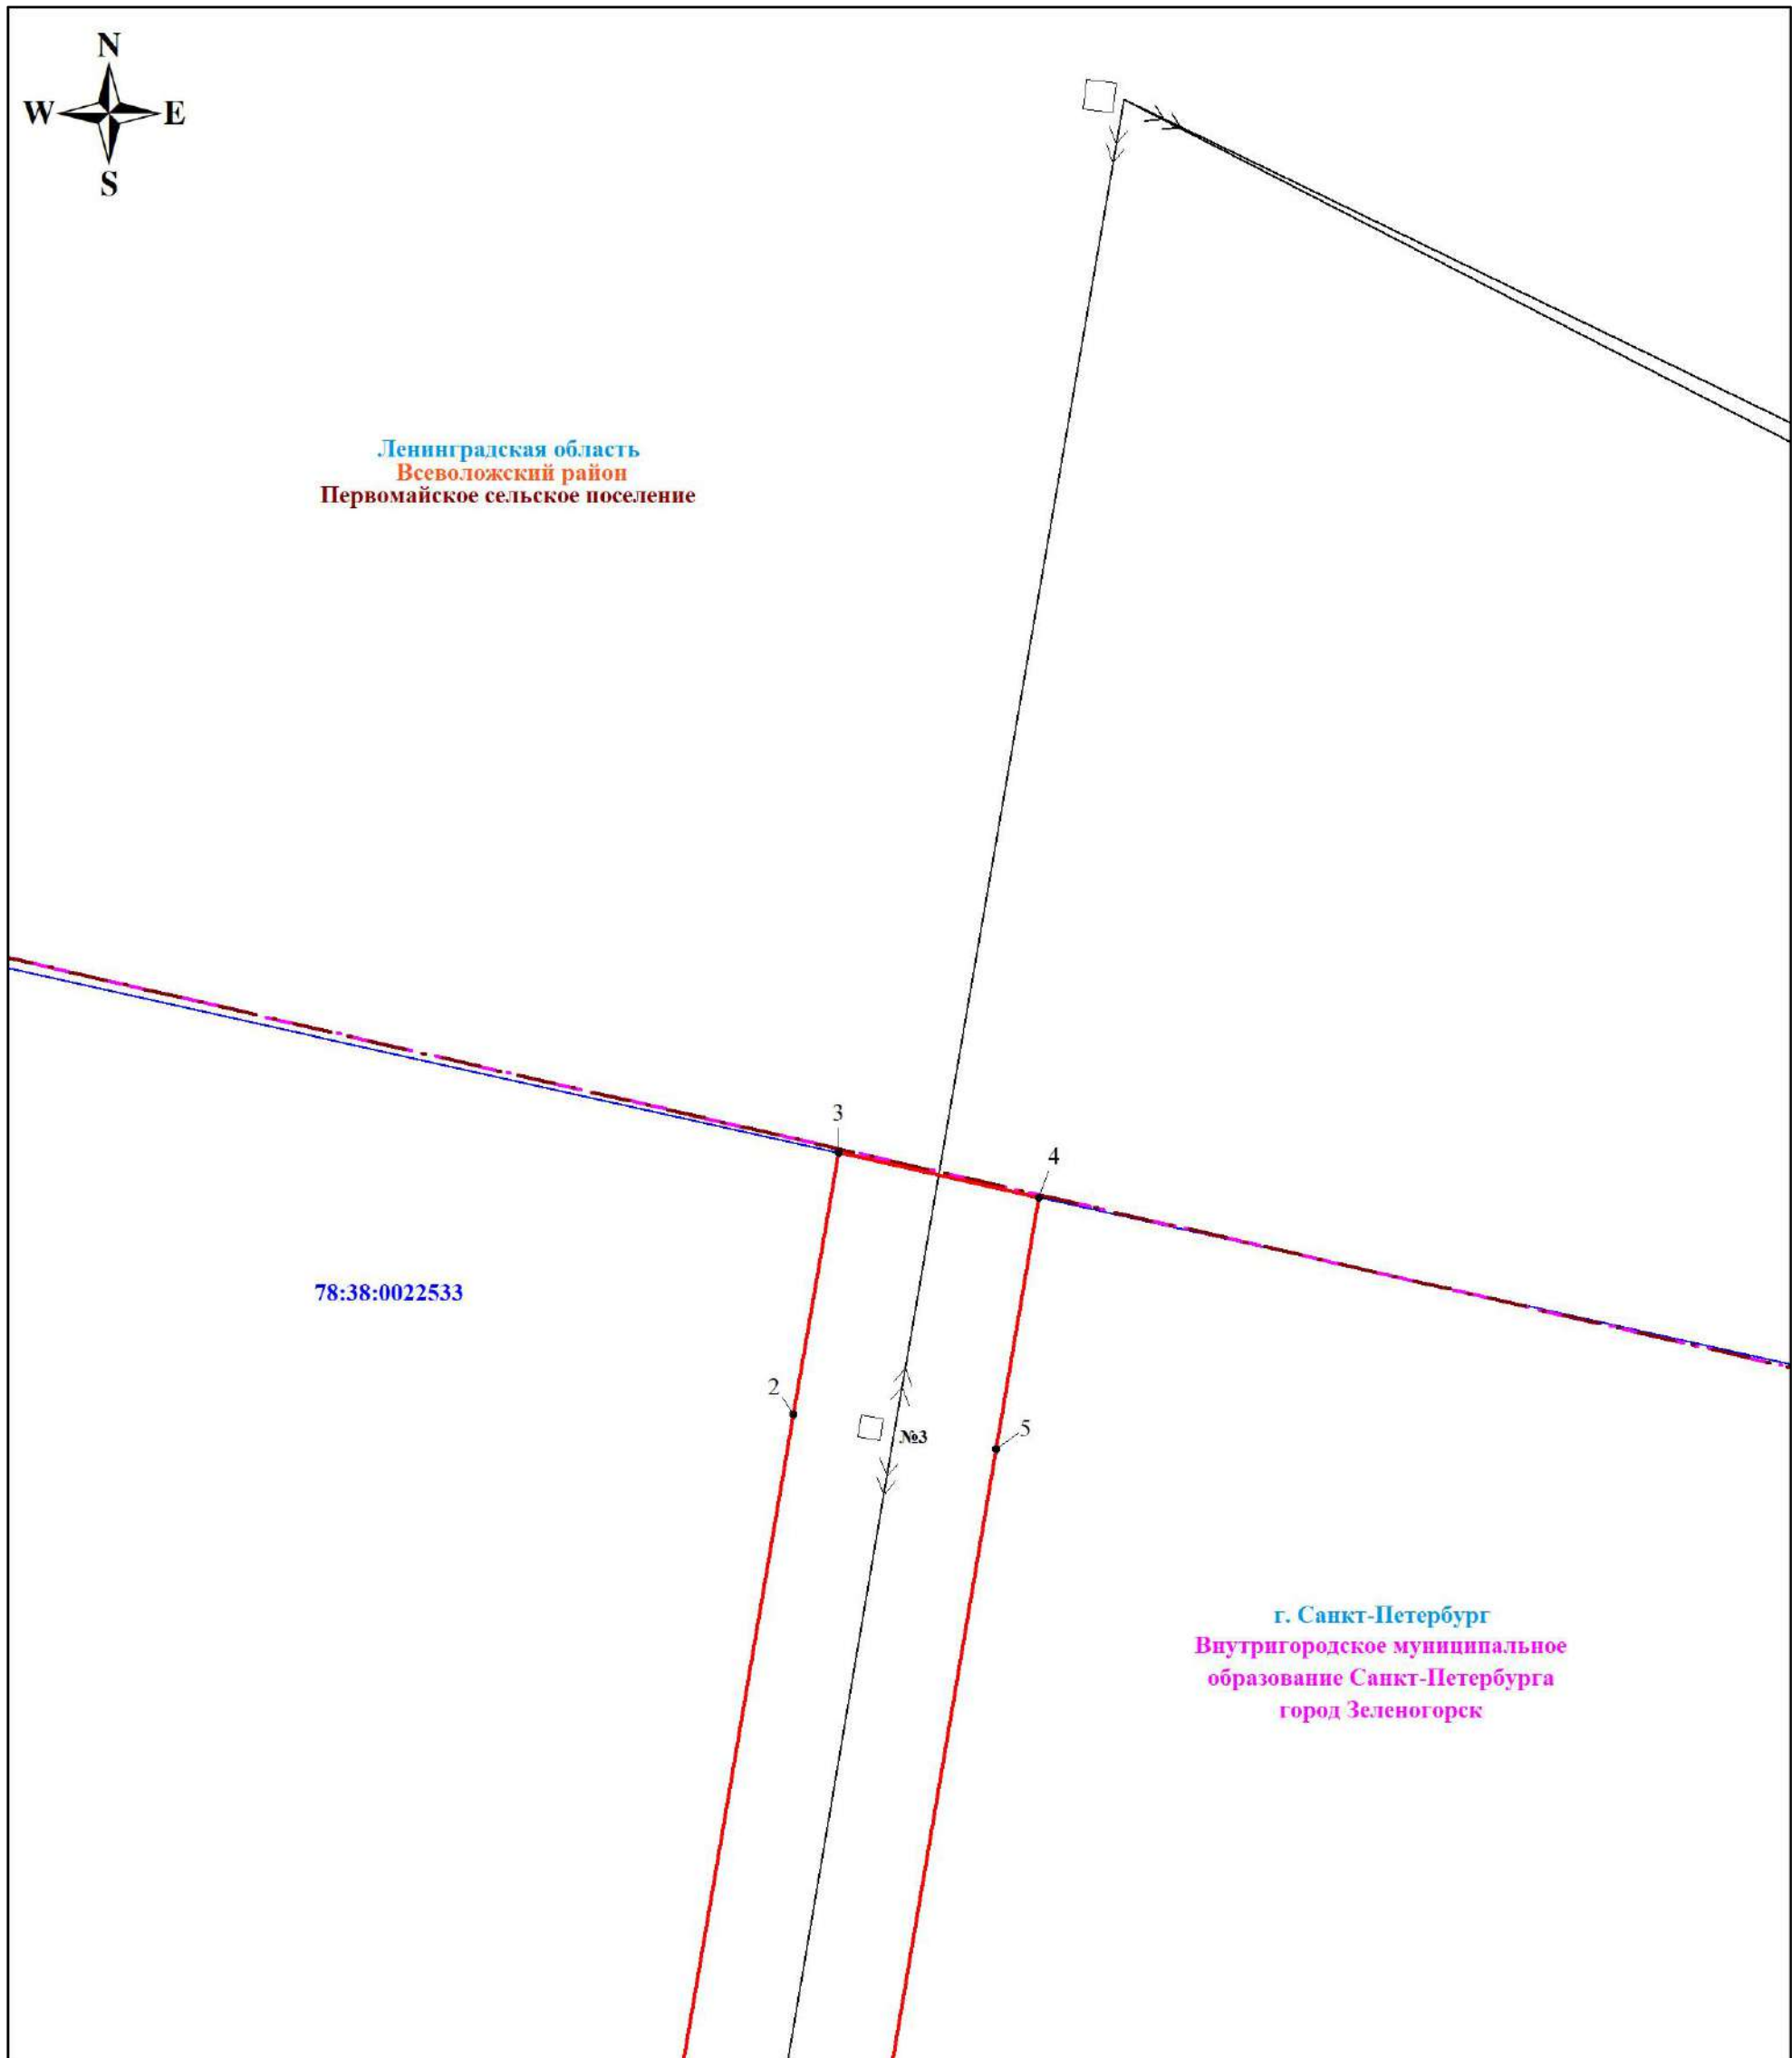 N
W E
S
Ленинградская область
Всеволожский район
Первомайское сельское поселение
3
4
78:38:0022533
2
5
№3
г. Санкт-Петербург
Внутригородское муниципальное
образование Санкт-Петербурга
город Зеленогорск